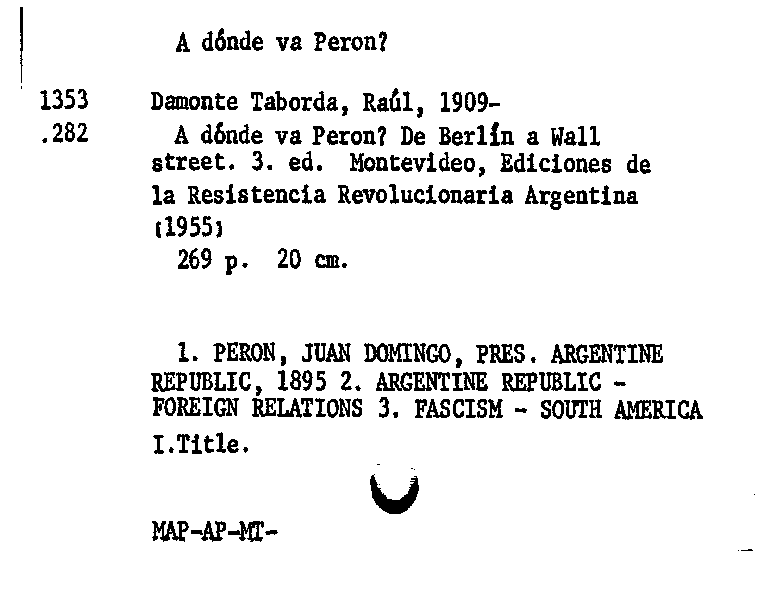 A dónde va Peron?
1353 Damonte Taborda, Raúl, 1909-
.282 A dónde va Peron? De Berlín a Wall
street. 3. ed. Montevideo, Ediciones de
la Resistencia Revolucionaria Argentina
[1955]
269 p. 20 cm.
1. PERON, JUAN DOMINGO, PRES. ARGENTINE
REPUBLIC, 1895 2. ARGENTINE REPUBLIC -
FOREIGN RELATIONS 3. FASCISM - SOUTH AMERICA
I.Title.
MAP-AP-MT-